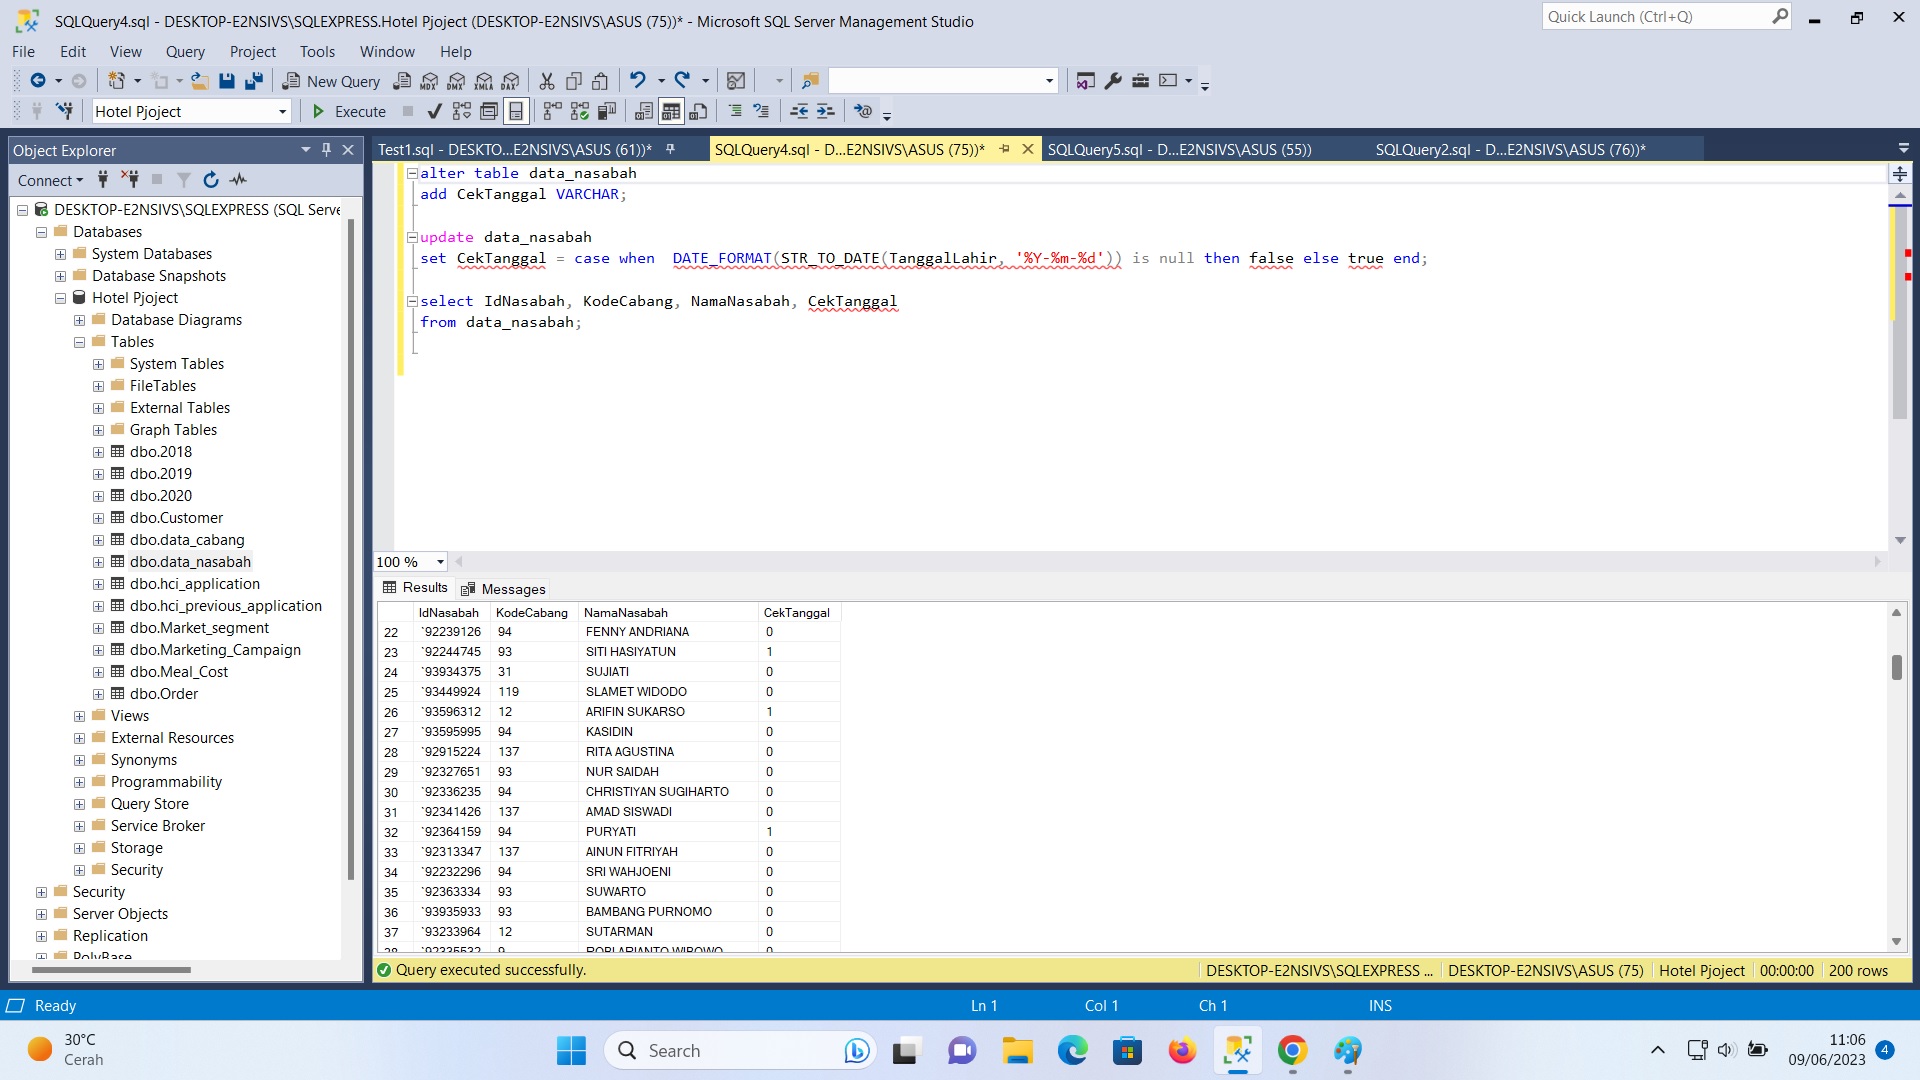 SQLQuery4.sql - DESKTOP-E2NSIVS\SQLEXPRESS.Hotel Pjoject (DESKTOP-E2NSIVS\ASUS (75))* - Microsoft SQL Server Management Studio
Quick Launch (Ctrl+Q)
File Edit View Query Project Tools Window Help
New Query
MDX DMX XMLA DAX
Hotel Pjoject
Execute
Object Explorer
Connect
DESKTOP-E2NSIVS\SQLEXPRESS (SQL Serve
Databases
System Databases
Database Snapshots
Hotel Pjoject
Database Diagrams
Tables
System Tables
FileTables
External Tables
Graph Tables
dbo.2018
dbo.2019
dbo.2020
dbo.Customer
dbo.data_cabang
dbo.data_nasabah
dbo.hci_application
dbo.hci_previous_application
dbo.Market_segment
dbo.Marketing_Campaign
dbo.Meal_Cost
dbo.Order
Views
External Resources
Synonyms
Programmability
Query Store
Service Broker
Storage
Security
Security
Server Objects
Replication
PolyBase
Test1.sql - DESKTO...E2NSIVS\ASUS (61))* SQLQuery4.sql - D...E2NSIVS\ASUS (75))* SQLQuery5.sql - D...E2NSIVS\ASUS (55)) SQLQuery2.sql - D...E2NSIVS\ASUS (76))*
alter table data_nasabah
add CekTanggal VARCHAR;
update data_nasabah
set CekTanggal = case when DATE_FORMAT(STR_TO_DATE(TanggalLahir, '%Y-%m-%d')) is null then false else true end;
select IdNasabah, KodeCabang, NamaNasabah, CekTanggal
from data_nasabah;
100 %
Results Messages
IdNasabah KodeCabang NamaNasabah CekTanggal
22 `92239126 94 FENNY ANDRIANA 0
23 `92244745 93 SITI HASIYATUN 1
24 `93934375 31 SUJIATI 0
25 `93449924 119 SLAMET WIDODO 0
26 `93596312 12 ARIFIN SUKARSO 1
27 `93595995 94 KASIDIN 0
28 `92915224 137 RITA AGUSTINA 0
29 `92327651 93 NUR SAIDAH 0
30 `92336235 94 CHRISTIYAN SUGIHARTO 0
31 `92341426 137 AMAD SISWADI 0
32 `92364159 94 PURYATI 1
33 `92313347 137 AINUN FITRIYAH 0
34 `92232296 94 SRI WAHJOENI 0
35 `92363334 93 SUWARTO 0
36 `93935933 93 BAMBANG PURNOMO 0
37 `93233964 12 SUTARMAN 0
38 `92335532 9 0
Query executed successfully.
DESKTOP-E2NSIVS\SQLEXPRESS ... DESKTOP-E2NSIVS\ASUS (75) Hotel Pjoject 00:00:00 200 rows
Ready Ln 1 Col 1 Ch 1 INS
30°C
Cerah
Search
11:06
09/06/2023
4